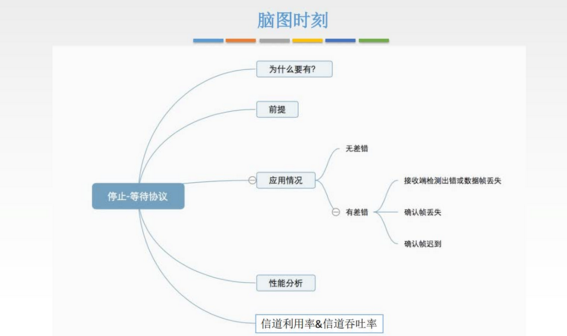 脑图时刻
为什么要有?
前提
停止-等待协议
应用情况
无差错
有差错
接收端检测出错或数据帧丢失
确认帧丢失
确认帧迟到
性能分析
信道利用率&信道吞吐率